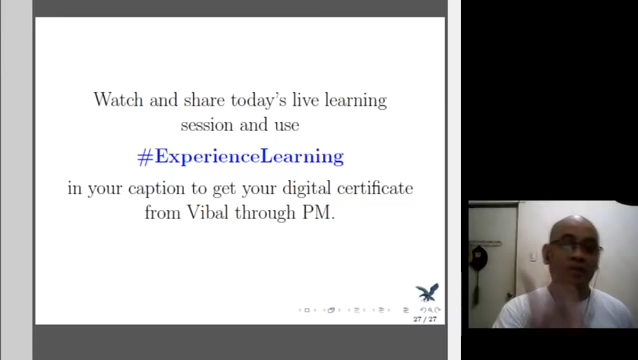 Watch and share today's live learning
session and use
#ExperienceLearning
in your caption to get your digital certificate
from Vibal through PM.
27 / 27